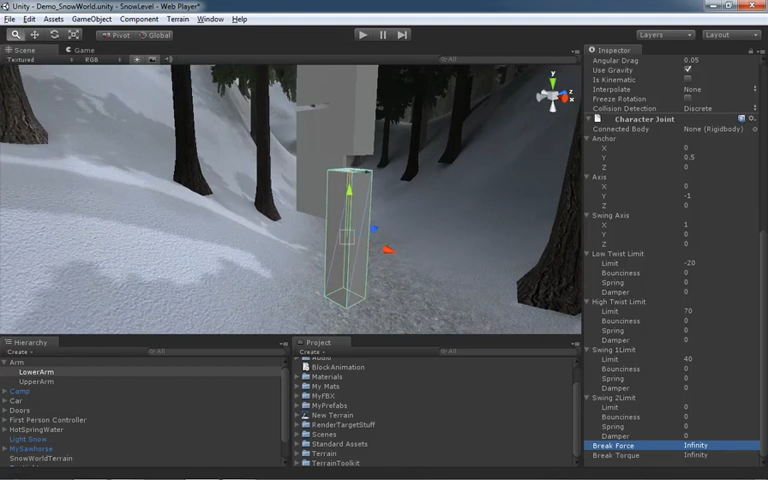 Unity - Demo_SnowWorld.unity - SnowLevel - Web Player*
File Edit Assets GameObject Component Terrain Window Help
Pivot Global Layers Layout
Scene Game
Textured RGB All
y
z
x
Inspector
Angular Drag 0.05
Use Gravity
Is Kinematic
Interpolate None
Freeze Rotation
Collision Detection Discrete
Character Joint
Connected Body None (Rigidbody)
Anchor
X 0
Y 0.5
Z 0
Axis
X 0
Y -1
Z 0
Swing Axis
X 1
Y 0
Z 0
Low Twist Limit
Limit -20
Bounciness 0
Spring 0
Damper 0
High Twist Limit
Limit 70
Bounciness 0
Spring 0
Damper 0
Swing 1Limit
Limit 40
Bounciness 0
Spring 0
Damper 0
Swing 2Limit
Limit 0
Bounciness 0
Spring 0
Damper 0
Break Force Infinity
Break Torque Infinity
Hierarchy
Create All
Arm
LowerArm
UpperArm
Camp
Car
Doors
First Person Controller
HotSpringWater
Light Snow
MySawhorse
SnowWorldTerrain
Project
Create All
Audio
BlockAnimation
Materials
My Mats
MyFBX
MyPrefabs
New Terrain
RenderTargetStuff
Scenes
Standard Assets
Terrain
TerrainToolkit